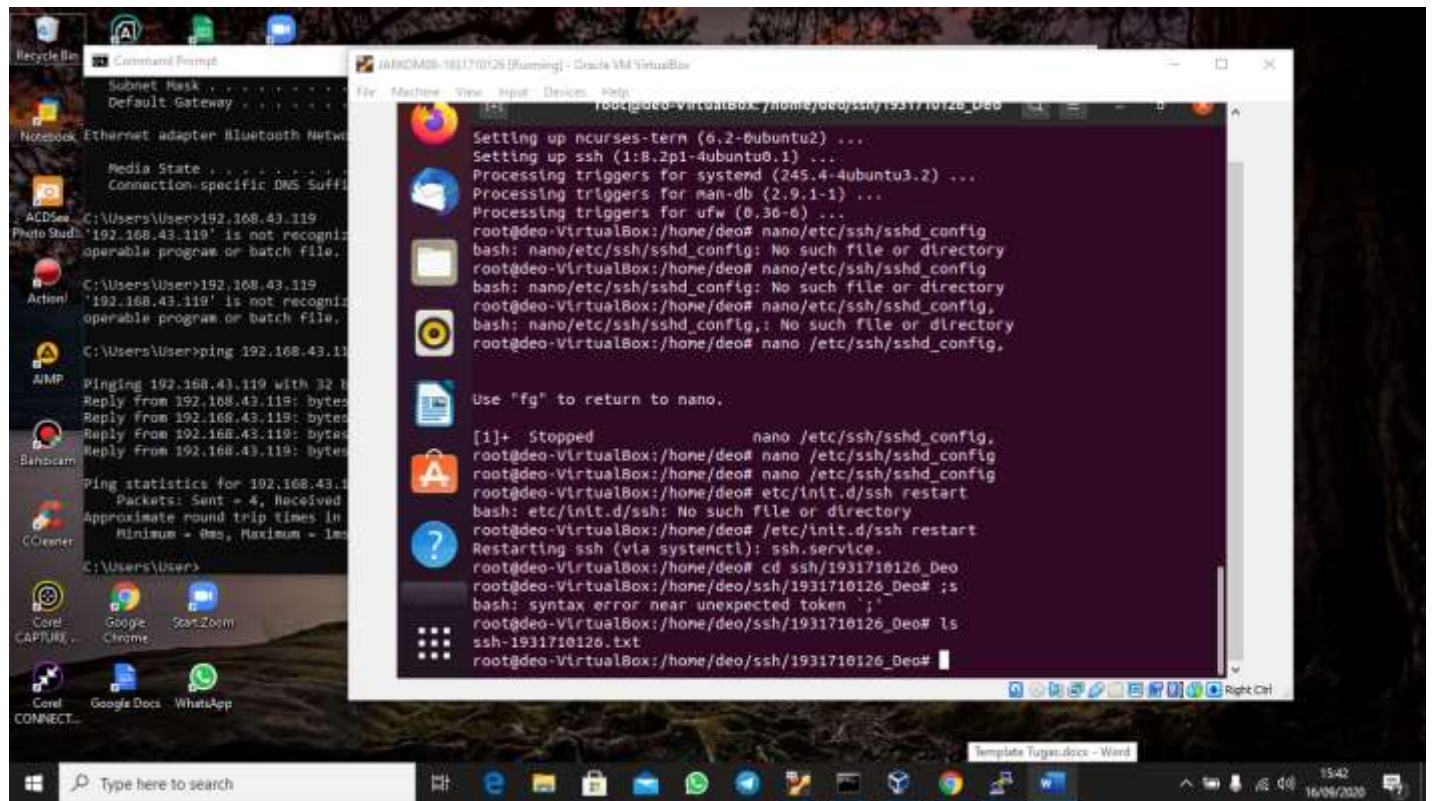 Recycle Bin
Notebook
ACDSee
Photo Stud...
Action!
AIMP
Bandicam
CCleaner
Corel
CAPTURE...
Google
Chrome
Start Zoom
Corel
CONNECT...
Google Docs
WhatsApp
Command Prompt
Subnet Mask . . . . . . . . .
Default Gateway . . . . . . .
Ethernet adapter Bluetooth Netwo
Media State . . . . . . . . .
Connection-specific DNS Suffi
C:\Users\User>192.168.43.119
'192.168.43.119' is not recogniz
operable program or batch file.
C:\Users\User>192.168.43.119
'192.168.43.119' is not recogniz
operable program or batch file.
C:\Users\User>ping 192.168.43.11
Pinging 192.168.43.119 with 32 b
Reply from 192.168.43.119: bytes
Reply from 192.168.43.119: bytes
Reply from 192.168.43.119: bytes
Reply from 192.168.43.119: bytes
Ping statistics for 192.168.43.1
Packets: Sent = 4, Received
Approximate round trip times in
Minimum = 0ms, Maximum = 1ms
C:\Users\User>
JARKOM08-1931710126 [Running] - Oracle VM VirtualBox
File Machine View Input Devices Help
root@deo-VirtualBox: /home/deo/ssh/1931710126_Deo
Setting up ncurses-term (6.2-0ubuntu2) ...
Setting up ssh (1:8.2p1-4ubuntu0.1) ...
Processing triggers for systemd (245.4-4ubuntu3.2) ...
Processing triggers for man-db (2.9.1-1) ...
Processing triggers for ufw (0.36-6) ...
root@deo-VirtualBox:/home/deo# nano/etc/ssh/sshd_config
bash: nano/etc/ssh/sshd_config: No such file or directory
root@deo-VirtualBox:/home/deo# nano/etc/ssh/sshd_config
bash: nano/etc/ssh/sshd_config: No such file or directory
root@deo-VirtualBox:/home/deo# nano/etc/ssh/sshd_config,
bash: nano/etc/ssh/sshd_config,: No such file or directory
root@deo-VirtualBox:/home/deo# nano /etc/ssh/sshd_config,
Use "fg" to return to nano.
[1]+ Stopped nano /etc/ssh/sshd_config,
root@deo-VirtualBox:/home/deo# nano /etc/ssh/sshd_config
root@deo-VirtualBox:/home/deo# nano /etc/ssh/sshd_config
root@deo-VirtualBox:/home/deo# etc/init.d/ssh restart
bash: etc/init.d/ssh: No such file or directory
root@deo-VirtualBox:/home/deo# /etc/init.d/ssh restart
Restarting ssh (via systemctl): ssh.service.
root@deo-VirtualBox:/home/deo# cd ssh/1931710126_Deo
root@deo-VirtualBox:/home/deo/ssh/1931710126_Deo# ;s
bash: syntax error near unexpected token `;'
root@deo-VirtualBox:/home/deo/ssh/1931710126_Deo# ls
ssh-1931710126.txt
root@deo-VirtualBox:/home/deo/ssh/1931710126_Deo#
Right Ctrl
Template Tugas.docx - Word
Type here to search
15:42
16/09/2020